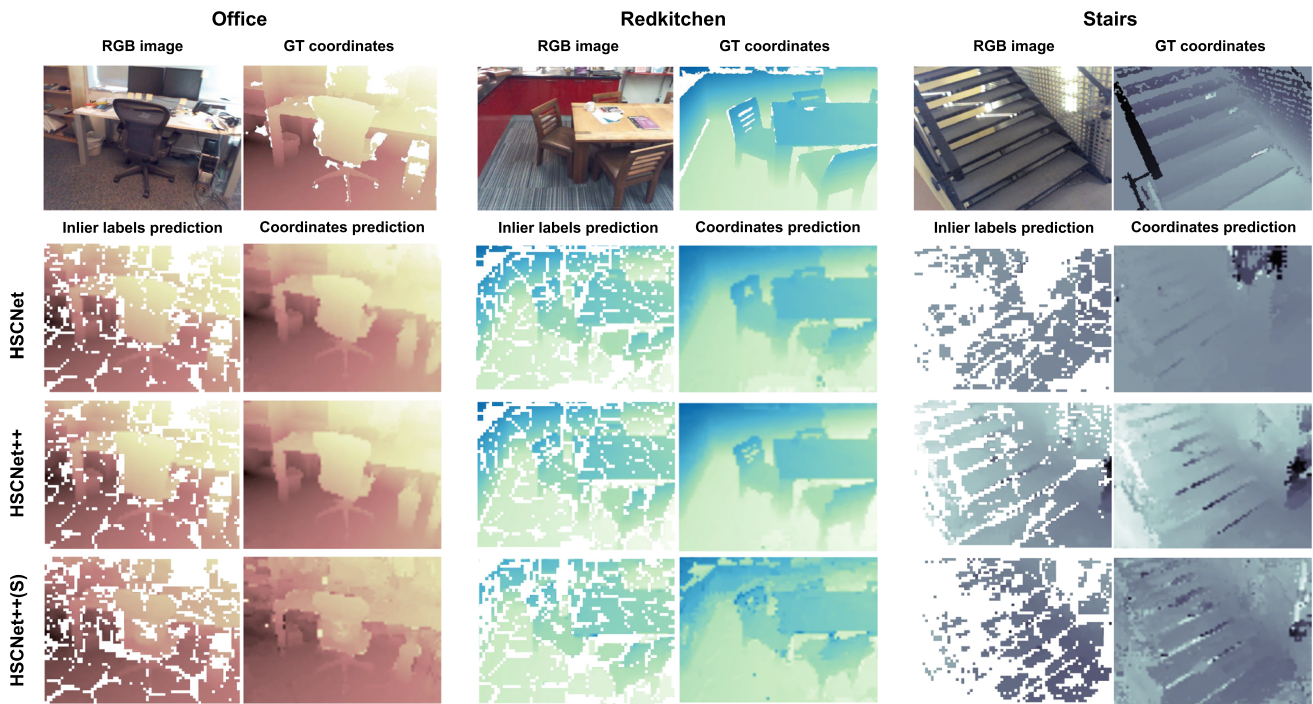 Office
Redkitchen
Stairs
RGB image
GT coordinates
RGB image
GT coordinates
RGB image
GT coordinates
Inlier labels prediction
Coordinates prediction
Inlier labels prediction
Coordinates prediction
Inlier labels prediction
Coordinates prediction
HSCNet
HSCNet++
HSCNet++(S)